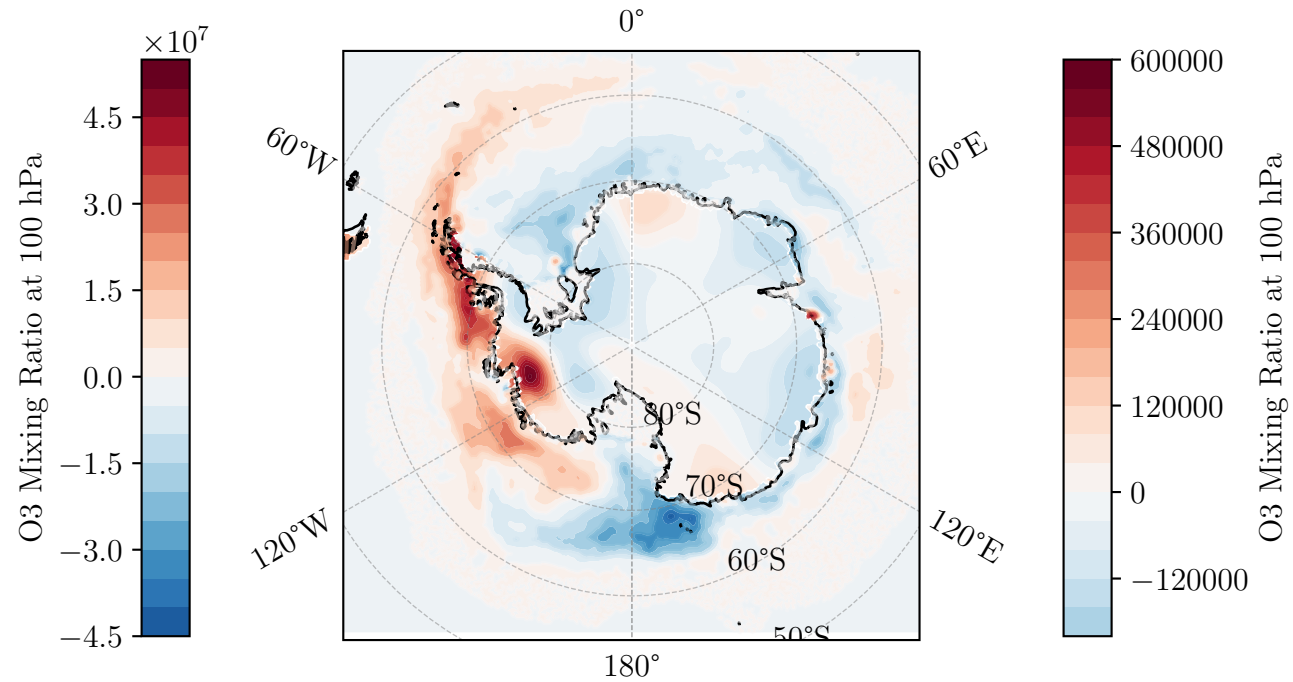 ×10⁷
4.5
3.0
1.5
0.0
−1.5
−3.0
−4.5
O3 Mixing Ratio at 100 hPa
0°
60°W
60°E
120°W
120°E
180°
80°S
70°S
60°S
50°S
600000
480000
360000
240000
120000
0
−120000
O3 Mixing Ratio at 100 hPa